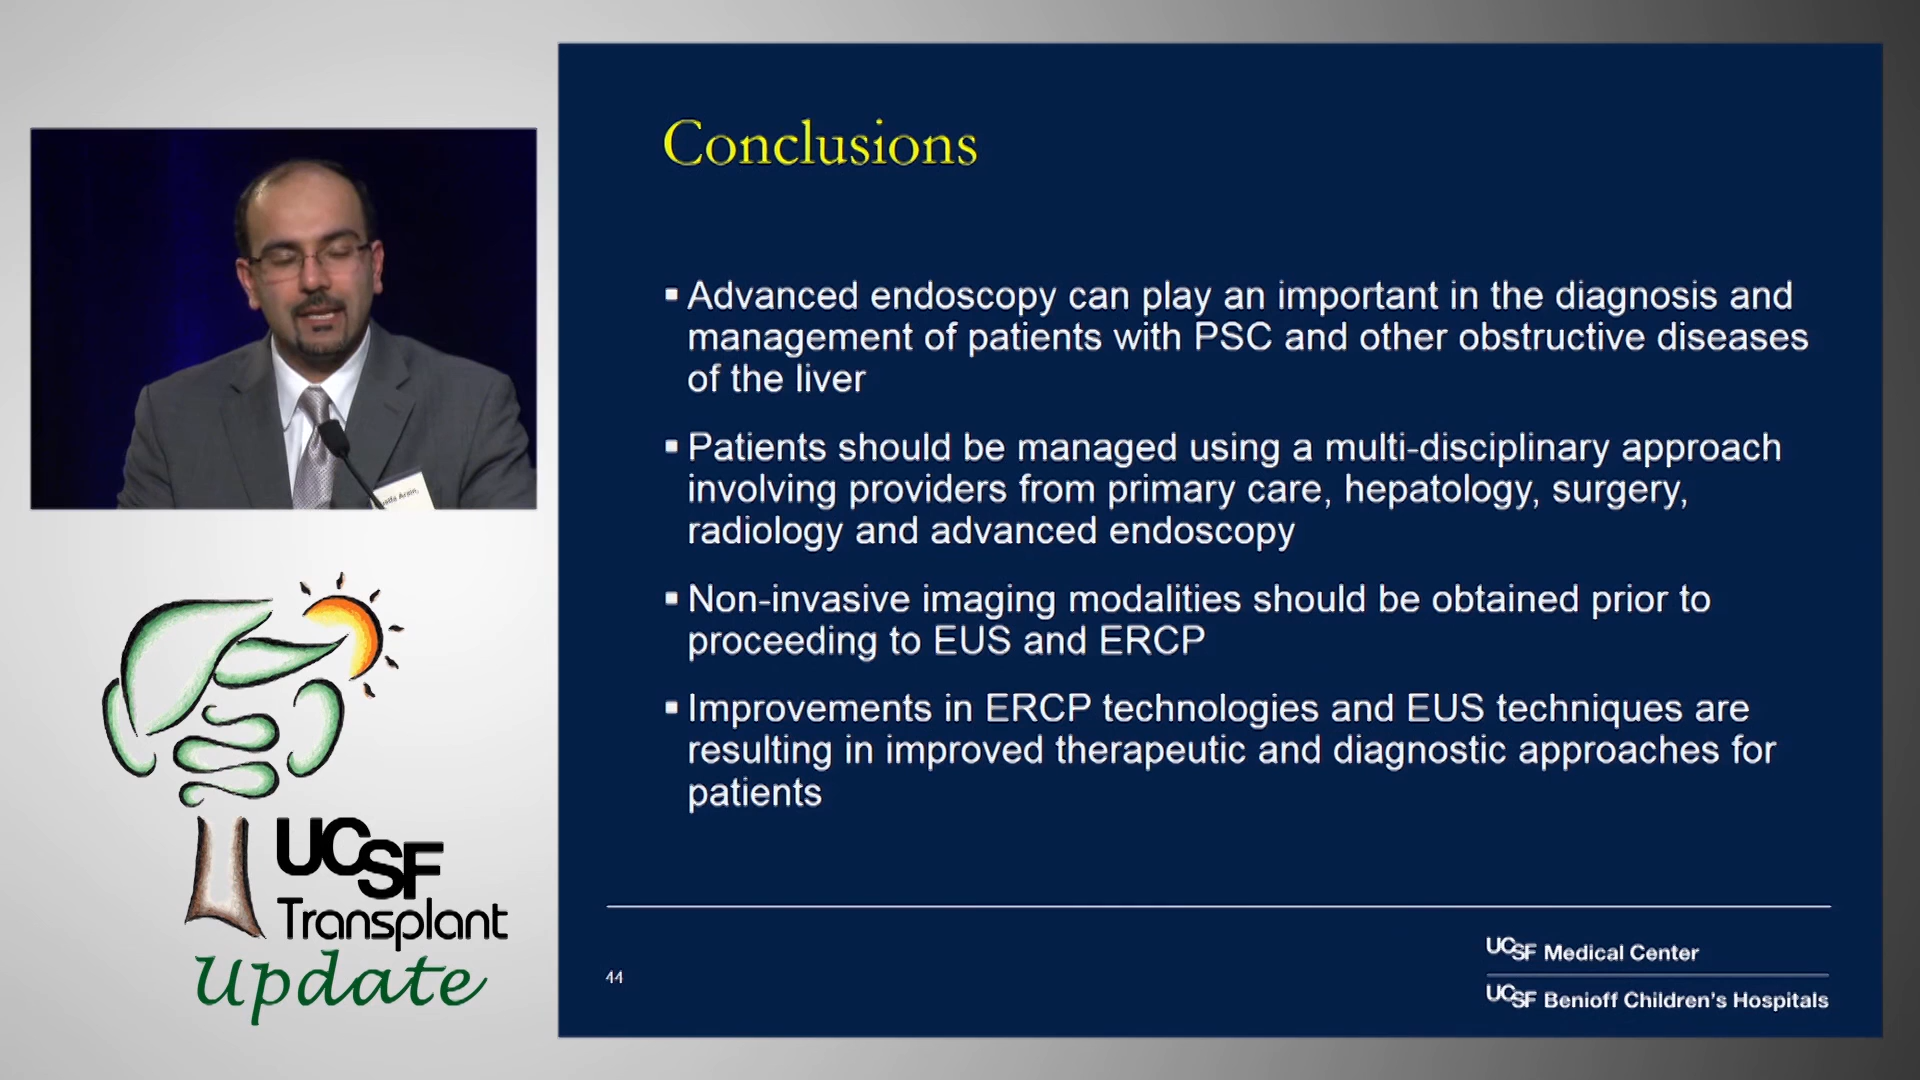 Conclusions
▪ Advanced endoscopy can play an important in the diagnosis and
management of patients with PSC and other obstructive diseases
of the liver
▪ Patients should be managed using a multi-disciplinary approach
involving providers from primary care, hepatology, surgery,
radiology and advanced endoscopy
▪ Non-invasive imaging modalities should be obtained prior to
proceeding to EUS and ERCP
▪ Improvements in ERCP technologies and EUS techniques are
resulting in improved therapeutic and diagnostic approaches for
patients
44
UCSF Medical Center
UCSF Benioff Children's Hospitals
Arain,
UCSF
Transplant
Update